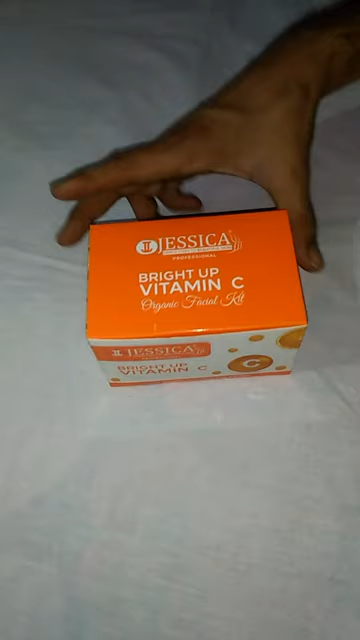 JESSICA
PROFESSIONAL
BRIGHT UP
VITAMIN C
Organic Facial Kit
JESSICA
BRIGHT UP
VITAMIN C
C